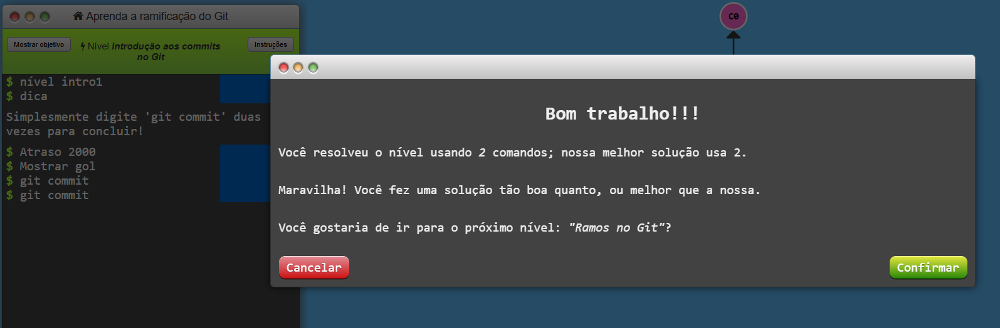 Aprenda a ramificação do Git
Mostrar objetivo
Nível Introdução aos commits
no Git
Instruções
$ nível intro1
$ dica
Simplesmente digite 'git commit' duas
vezes para concluir!
$ Atraso 2000
$ Mostrar gol
$ git commit
$ git commit
C0
Bom trabalho!!!
Você resolveu o nível usando 2 comandos; nossa melhor solução usa 2.
Maravilha! Você fez uma solução tão boa quanto, ou melhor que a nossa.
Você gostaria de ir para o próximo nível: "Ramos no Git"?
Cancelar
Confirmar